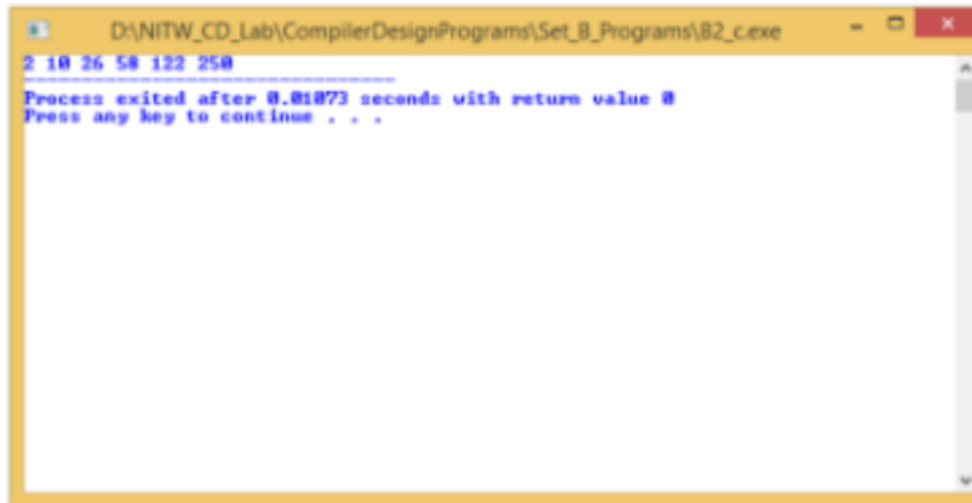 D:\NITW_CD_Lab\CompilerDesignPrograms\Set_B_Programs\B2_c.exe
2 10 26 58 122 250
--------------------------------
Process exited after 0.01073 seconds with return value 0
Press any key to continue . . .